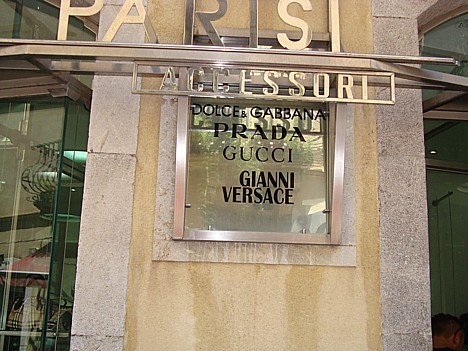 PARISI
ACCESSORI
DOLCE & GABBANA
PRADA
GUCCI
GIANNI
VERSACE